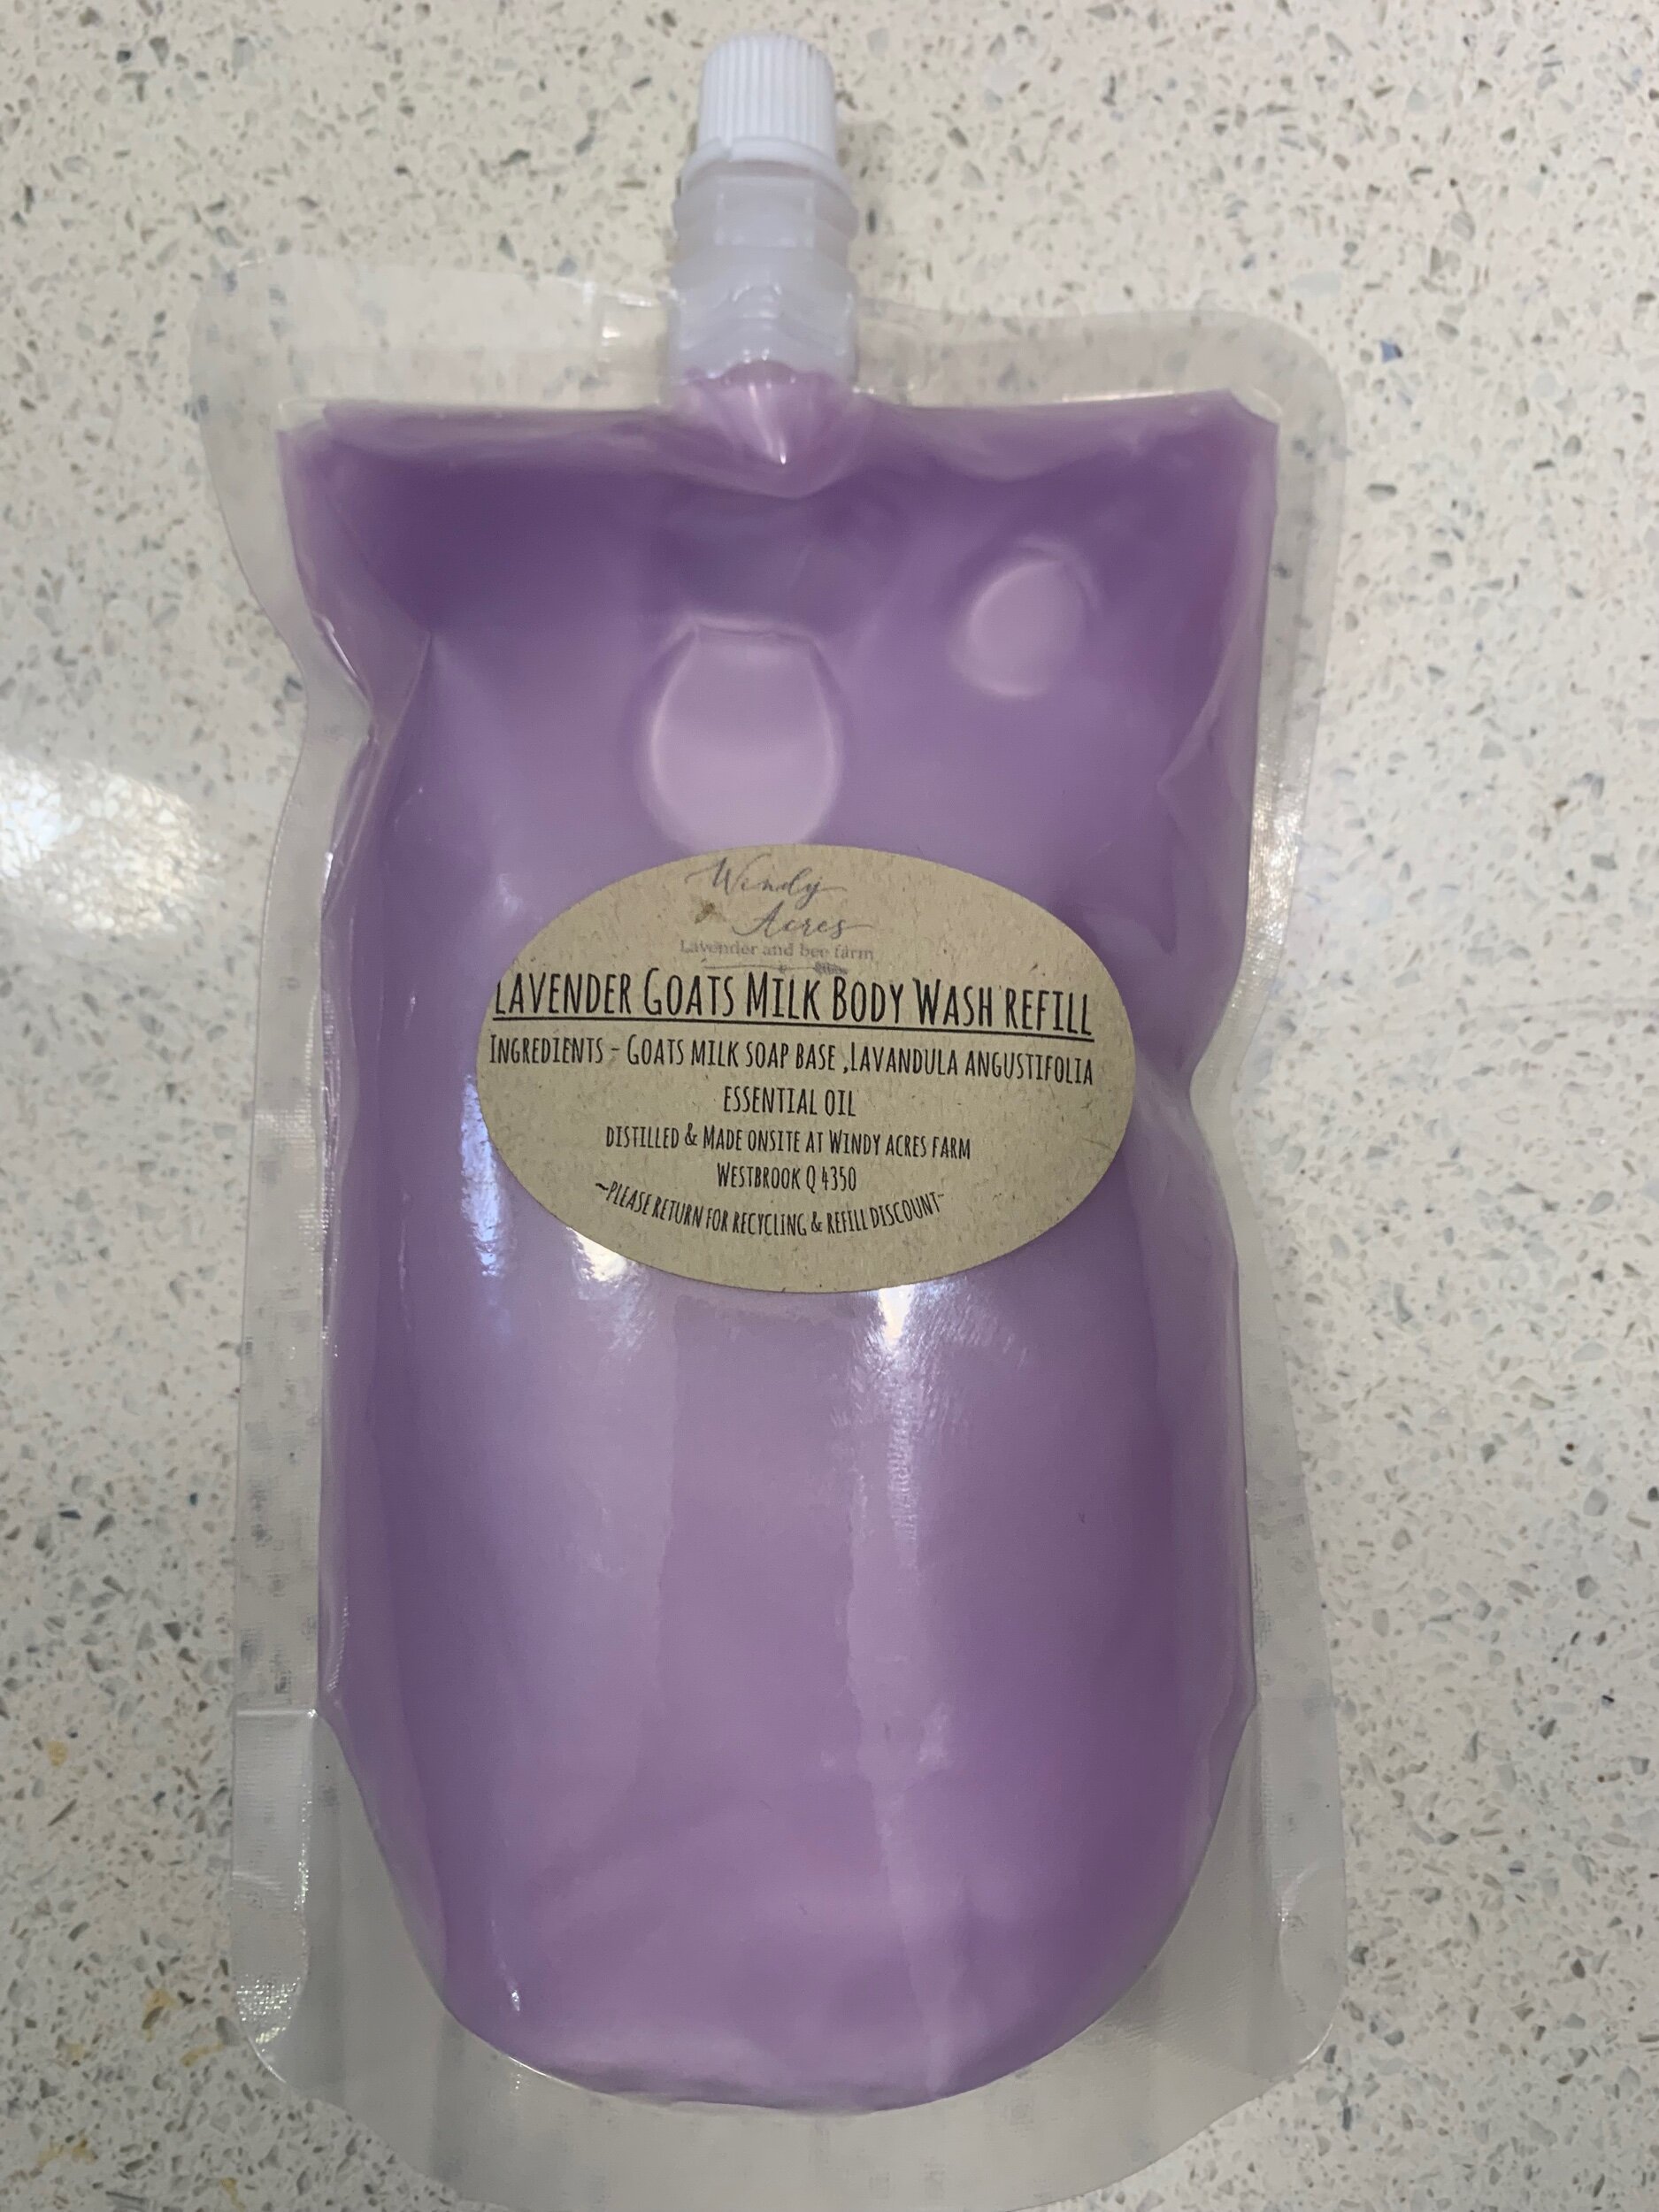 Windy
Acres
Lavender and bee farm
LAVENDER GOATS MILK BODY WASH REFILL
INGREDIENTS - GOATS MILK SOAP BASE ,LAVANDULA ANGUSTIFOLIA
ESSENTIAL OIL
DISTILLED & MADE ONSITE AT WINDY ACRES FARM
WESTBROOK Q 4350
~PLEASE RETURN FOR RECYCLING & REFILL DISCOUNT~